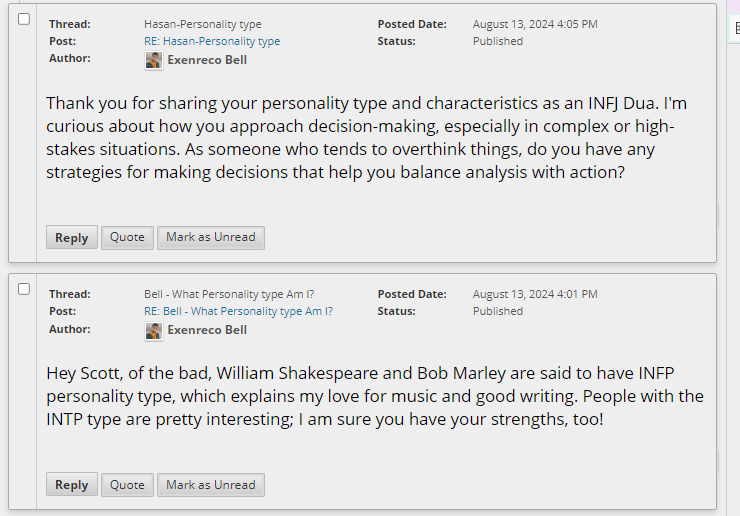 Thread: Hasan-Personality type Posted Date: August 13, 2024 4:05 PM
Post: RE: Hasan-Personality type Status: Published
Author: Exenreco Bell
Thank you for sharing your personality type and characteristics as an INFJ Dua. I'm
curious about how you approach decision-making, especially in complex or high-
stakes situations. As someone who tends to overthink things, do you have any
strategies for making decisions that help you balance analysis with action?
Reply Quote Mark as Unread
Thread: Bell - What Personality type Am I? Posted Date: August 13, 2024 4:01 PM
Post: RE: Bell - What Personality type Am I? Status: Published
Author: Exenreco Bell
Hey Scott, of the bad, William Shakespeare and Bob Marley are said to have INFP
personality type, which explains my love for music and good writing. People with the
INTP type are pretty interesting; I am sure you have your strengths, too!
Reply Quote Mark as Unread